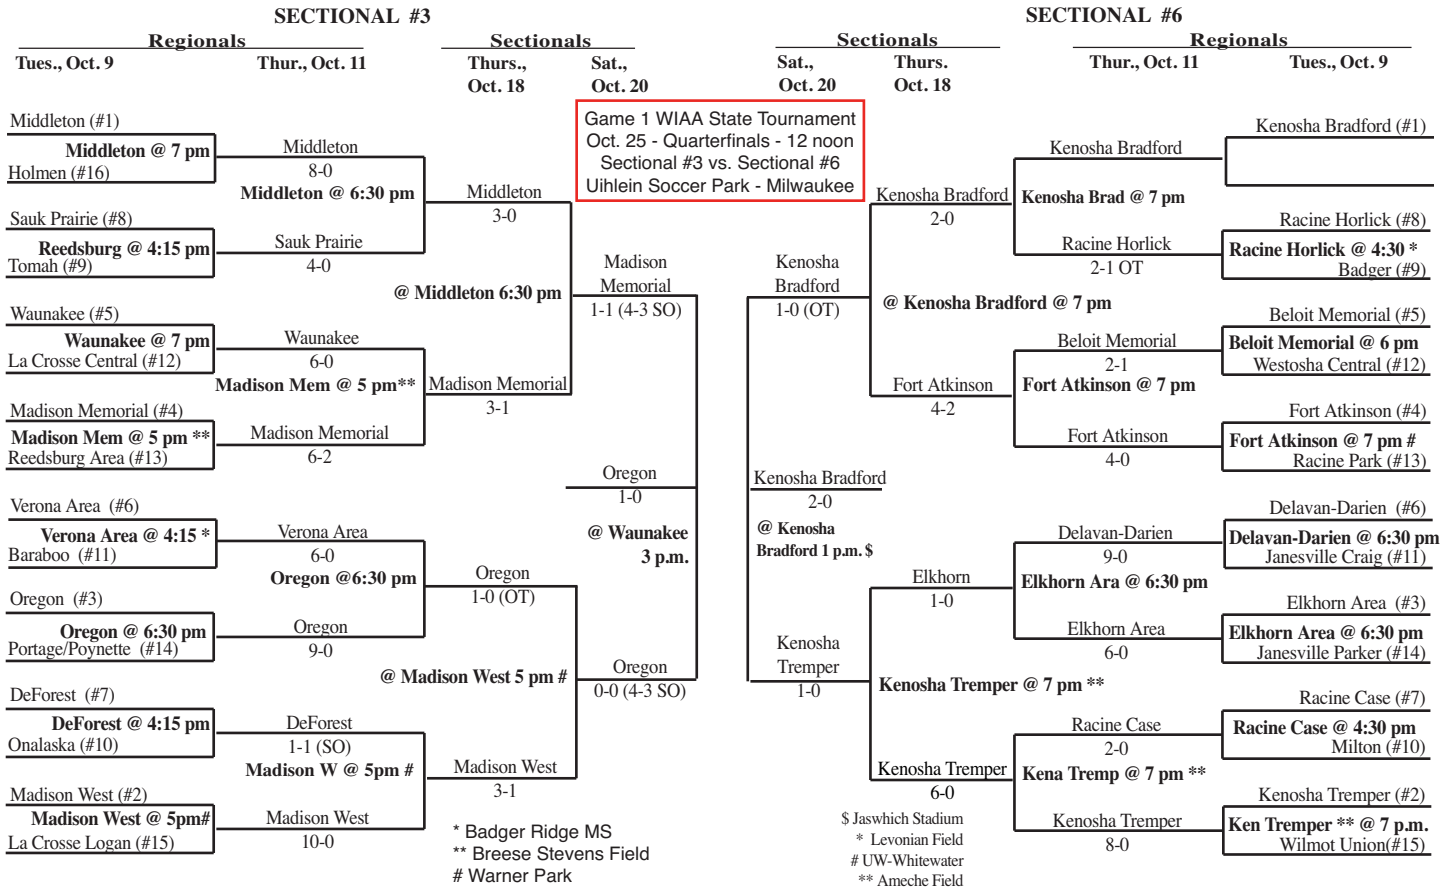 SECTIONAL #3
Regionals
Sectionals
Tues., Oct. 9
Thur., Oct. 11
Thurs.,
Oct. 18
Sat.,
Oct. 20
Middleton (#1)
Middleton @ 7 pm
Holmen (#16)
Sauk Prairie (#8)
Reedsburg @ 4:15 pm
Tomah (#9)
Waunakee (#5)
Waunakee @ 7 pm
La Crosse Central (#12)
Madison Memorial (#4)
Madison Mem @ 5 pm **
Reedsburg Area (#13)
Verona Area (#6)
Verona Area @ 4:15 *
Baraboo (#11)
Oregon (#3)
Oregon @ 6:30 pm
Portage/Poynette (#14)
DeForest (#7)
DeForest @ 4:15 pm
Onalaska (#10)
Madison West (#2)
Madison West @ 5pm#
La Crosse Logan (#15)
Middleton
8-0
Middleton @ 6:30 pm
Sauk Prairie
4-0
Waunakee
6-0
Madison Mem @ 5 pm**
Madison Memorial
6-2
Verona Area
6-0
Oregon @6:30 pm
Oregon
9-0
DeForest
1-1 (SO)
Madison W @ 5pm #
Madison West
10-0
Middleton
3-0
@ Middleton 6:30 pm
Madison Memorial
3-1
Oregon
1-0 (OT)
@ Madison West 5 pm #
Madison West
3-1
Madison
Memorial
1-1 (4-3 SO)
Oregon
1-0
@ Waunakee
3 p.m.
Oregon
0-0 (4-3 SO)
* Badger Ridge MS
** Breese Stevens Field
# Warner Park
Game 1 WIAA State Tournament
Oct. 25 - Quarterfinals - 12 noon
Sectional #3 vs. Sectional #6
Uihlein Soccer Park - Milwaukee
SECTIONAL #6
Sectionals
Regionals
Sat.,
Oct. 20
Thurs.
Oct. 18
Thur., Oct. 11
Tues., Oct. 9
Kenosha
Bradford
1-0 (OT)
Kenosha Bradford
2-0
@ Kenosha
Bradford 1 p.m. $
Kenosha
Tremper
1-0
Kenosha Bradford
2-0
@ Kenosha Bradford @ 7 pm
Fort Atkinson
4-2
Elkhorn
1-0
Kenosha Tremper @ 7 pm **
Kenosha Tremper
6-0
Kenosha Bradford
Kenosha Brad @ 7 pm
Racine Horlick
2-1 OT
Beloit Memorial
2-1
Fort Atkinson @ 7 pm
Fort Atkinson
4-0
Delavan-Darien
9-0
Elkhorn Ara @ 6:30 pm
Elkhorn Area
6-0
Racine Case
2-0
Kena Tremp @ 7 pm **
Kenosha Tremper
8-0
Kenosha Bradford (#1)
Racine Horlick (#8)
Racine Horlick @ 4:30 *
Badger (#9)
Beloit Memorial (#5)
Beloit Memorial @ 6 pm
Westosha Central (#12)
Fort Atkinson (#4)
Fort Atkinson @ 7 pm #
Racine Park (#13)
Delavan-Darien (#6)
Delavan-Darien @ 6:30 pm
Janesville Craig (#11)
Elkhorn Area (#3)
Elkhorn Area @ 6:30 pm
Janesville Parker (#14)
Racine Case (#7)
Racine Case @ 4:30 pm
Milton (#10)
Kenosha Tremper (#2)
Ken Tremper ** @ 7 p.m.
Wilmot Union(#15)
$ Jaswhich Stadium
* Levonian Field
# UW-Whitewater
** Ameche Field